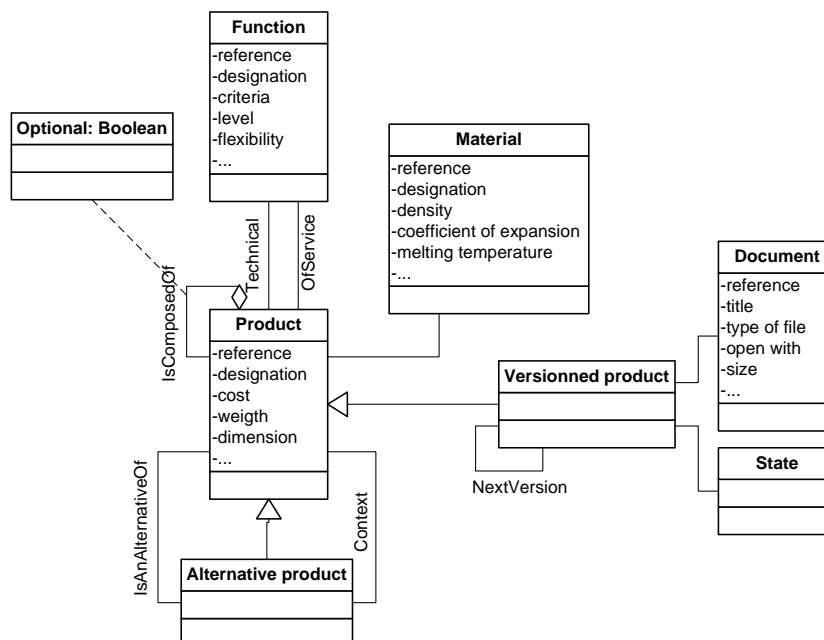 Function
-reference
-designation
-criteria
-level
-flexibility
-...
Optional: Boolean
Material
-reference
-designation
-density
-coefficient of expansion
-melting temperature
-...
Technical
OfService
IsComposedOf
Document
-reference
-title
-type of file
-open with
-size
-...
Product
-reference
-designation
-cost
-weigth
-dimension
-...
Versionned product
NextVersion
State
IsAnAlternativeOf
Context
Alternative product